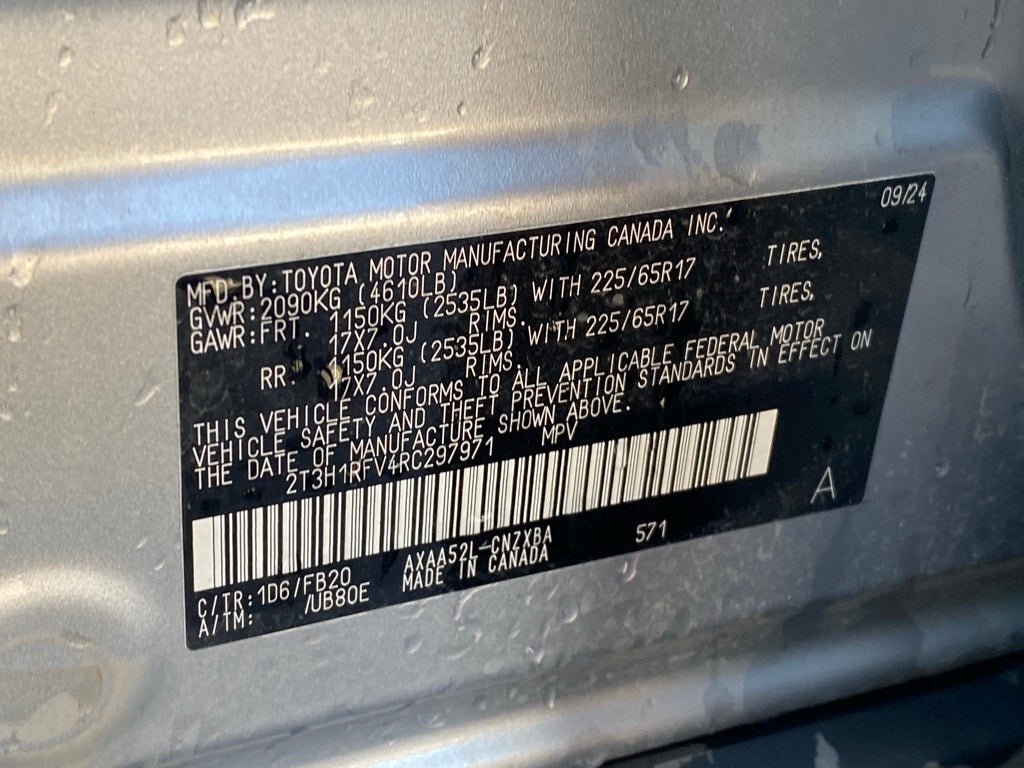 09/24
MFD.BY:TOYOTA MOTOR MANUFACTURING CANADA INC.
GVWR:2090KG (4610LB)
GAWR:FRT. 1150KG (2535LB) WITH 225/65R17 TIRES,
17X7.0J RIMS.
RR. 1150KG (2535LB) WITH 225/65R17 TIRES,
17X7.0J RIMS.
THIS VEHICLE CONFORMS TO ALL APPLICABLE FEDERAL MOTOR
VEHICLE SAFETY AND THEFT PREVENTION STANDARDS IN EFFECT ON
THE DATE OF MANUFACTURE SHOWN ABOVE.
2T3H1RFV4RC297971 MPV
A
C/TR:1D6/FB20 AXAA52L-CNZXBA 571
A/TM: /UB80E MADE IN CANADA